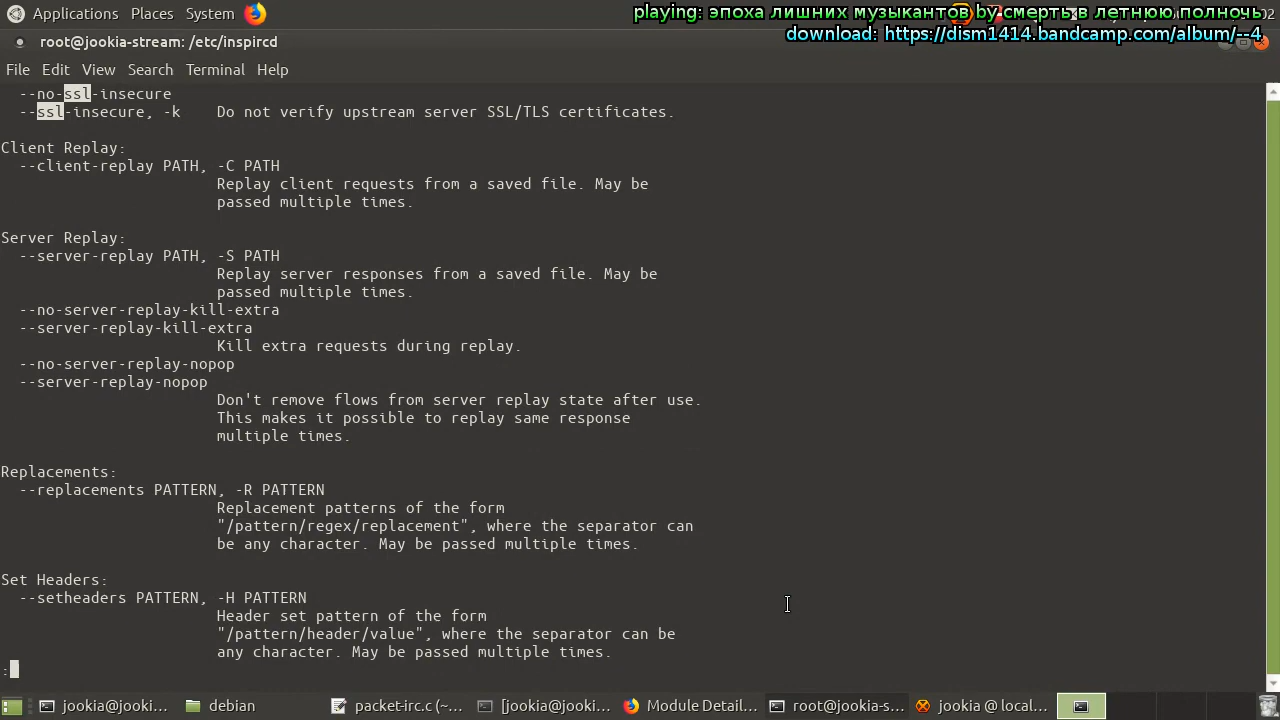 Applications Places System
02
playing: эпоха лишних музыкантов by смерть в летнюю полночь
download: https://dism1414.bandcamp.com/album/--4
root@jookia-stream: /etc/inspircd
File Edit View Search Terminal Help
--no-ssl-insecure
--ssl-insecure, -k Do not verify upstream server SSL/TLS certificates.
Client Replay:
--client-replay PATH, -C PATH
Replay client requests from a saved file. May be
passed multiple times.
Server Replay:
--server-replay PATH, -S PATH
Replay server responses from a saved file. May be
passed multiple times.
--no-server-replay-kill-extra
--server-replay-kill-extra
Kill extra requests during replay.
--no-server-replay-nopop
--server-replay-nopop
Don't remove flows from server replay state after use.
This makes it possible to replay same response
multiple times.
Replacements:
--replacements PATTERN, -R PATTERN
Replacement patterns of the form
"/pattern/regex/replacement", where the separator can
be any character. May be passed multiple times.
Set Headers:
--setheaders PATTERN, -H PATTERN
Header set pattern of the form
"/pattern/header/value", where the separator can be
any character. May be passed multiple times.
:
jookia@jooki... debian packet-irc.c (~... [jookia@jooki... Module Detail... root@jookia-s... jookia @ local...